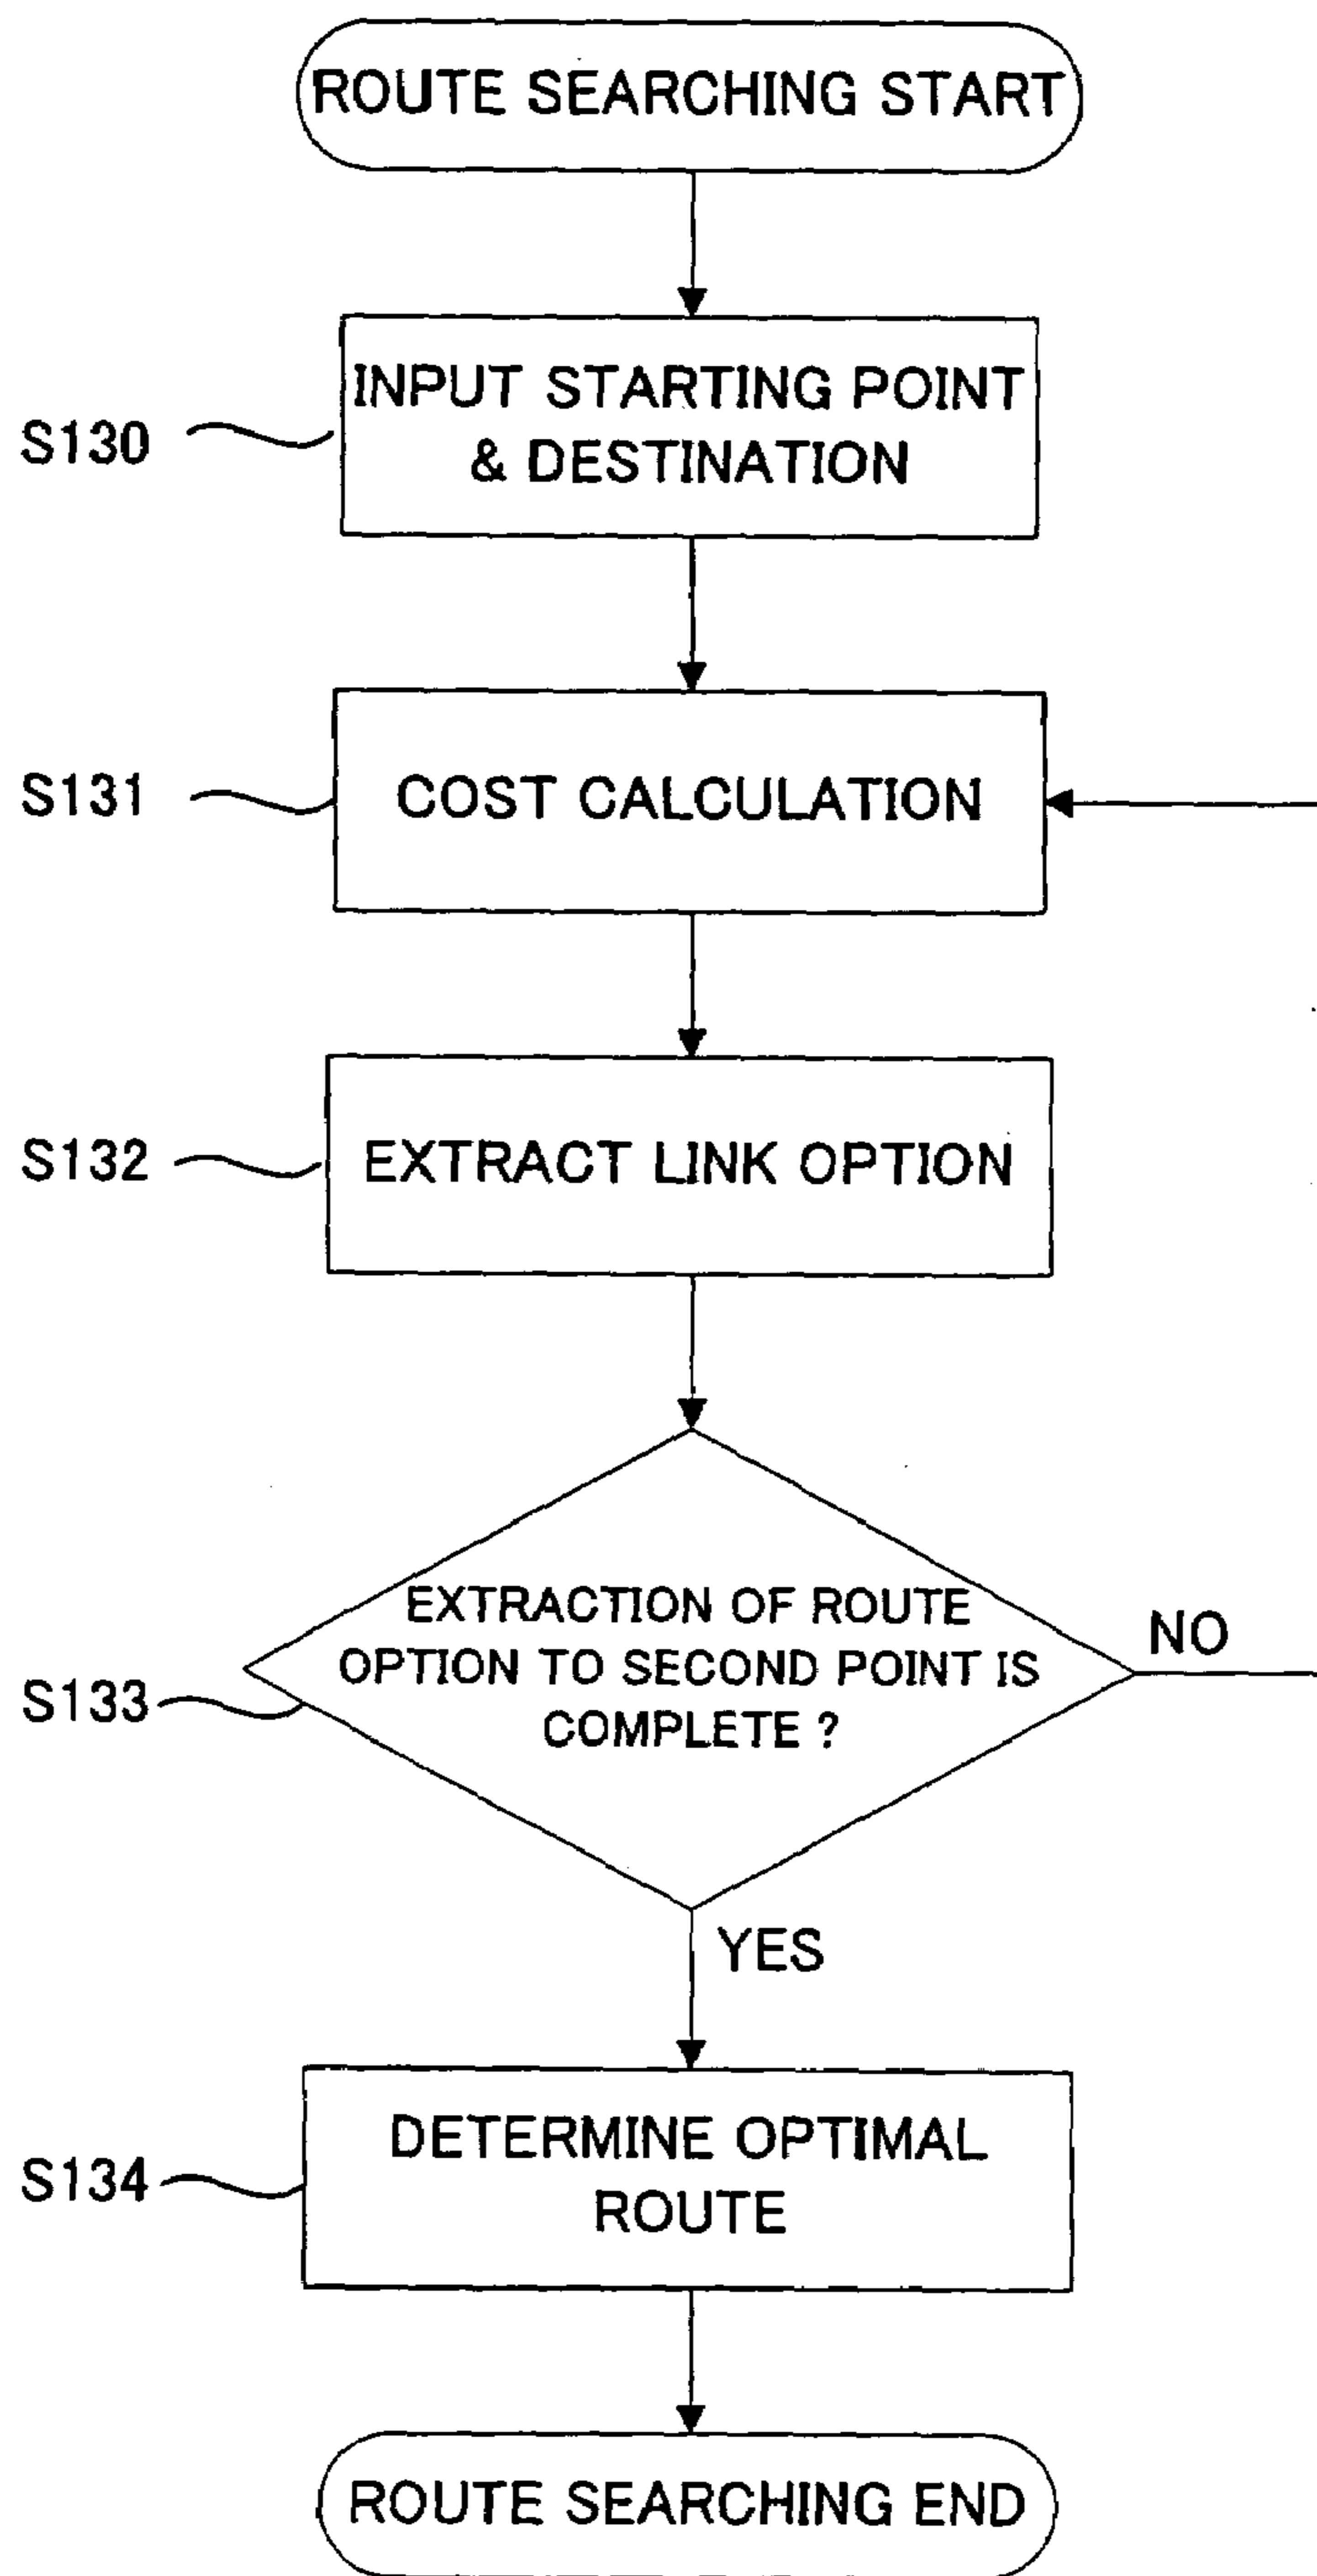 ROUTE SEARCHING START
INPUT STARTING POINT
& DESTINATION
S130
COST CALCULATION
S131
EXTRACT LINK OPTION
S132
EXTRACTION OF ROUTE
OPTION TO SECOND POINT IS
COMPLETE ?
NO
S133
YES
DETERMINE OPTIMAL
ROUTE
S134
ROUTE SEARCHING END